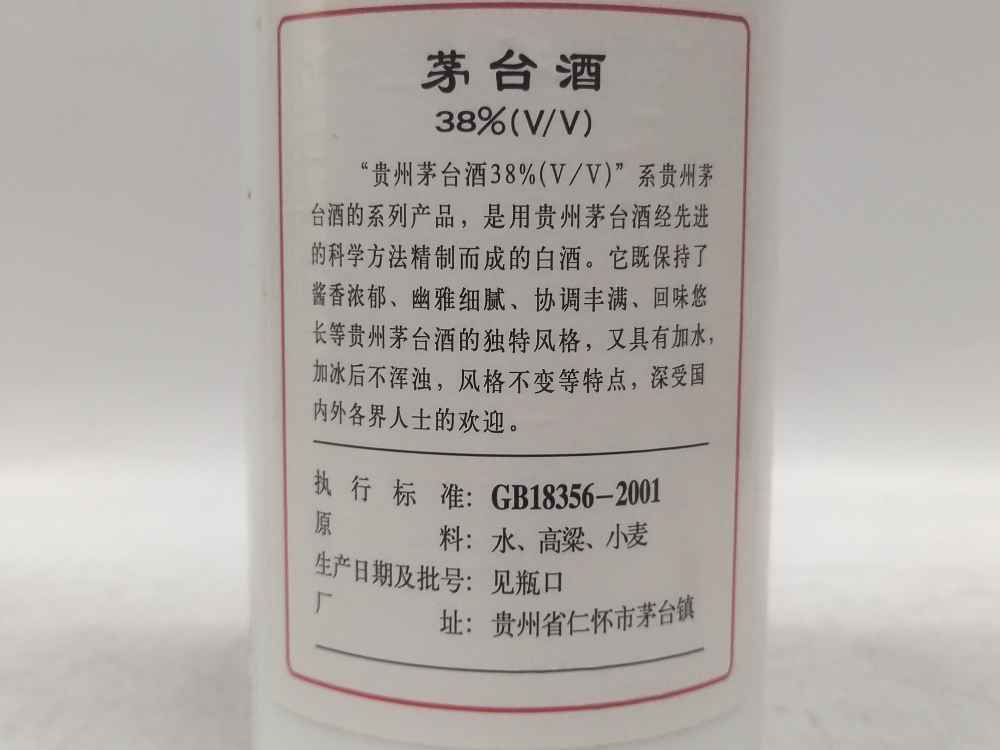 茅台酒
38%(V/V)
“贵州茅台酒38%(V/V)”系贵州茅
台酒的系列产品，是用贵州茅台酒经先进
的科学方法精制而成的白酒。它既保持了
酱香浓郁、幽雅细腻、协调丰满、回味悠
长等贵州茅台酒的独特风格，又具有加水，
加冰后不浑浊，风格不变等特点，深受国
内外各界人士的欢迎。
执行标准：GB18356-2001
原料：水、高粱、小麦
生产日期及批号：见瓶口
厂址：贵州省仁怀市茅台镇